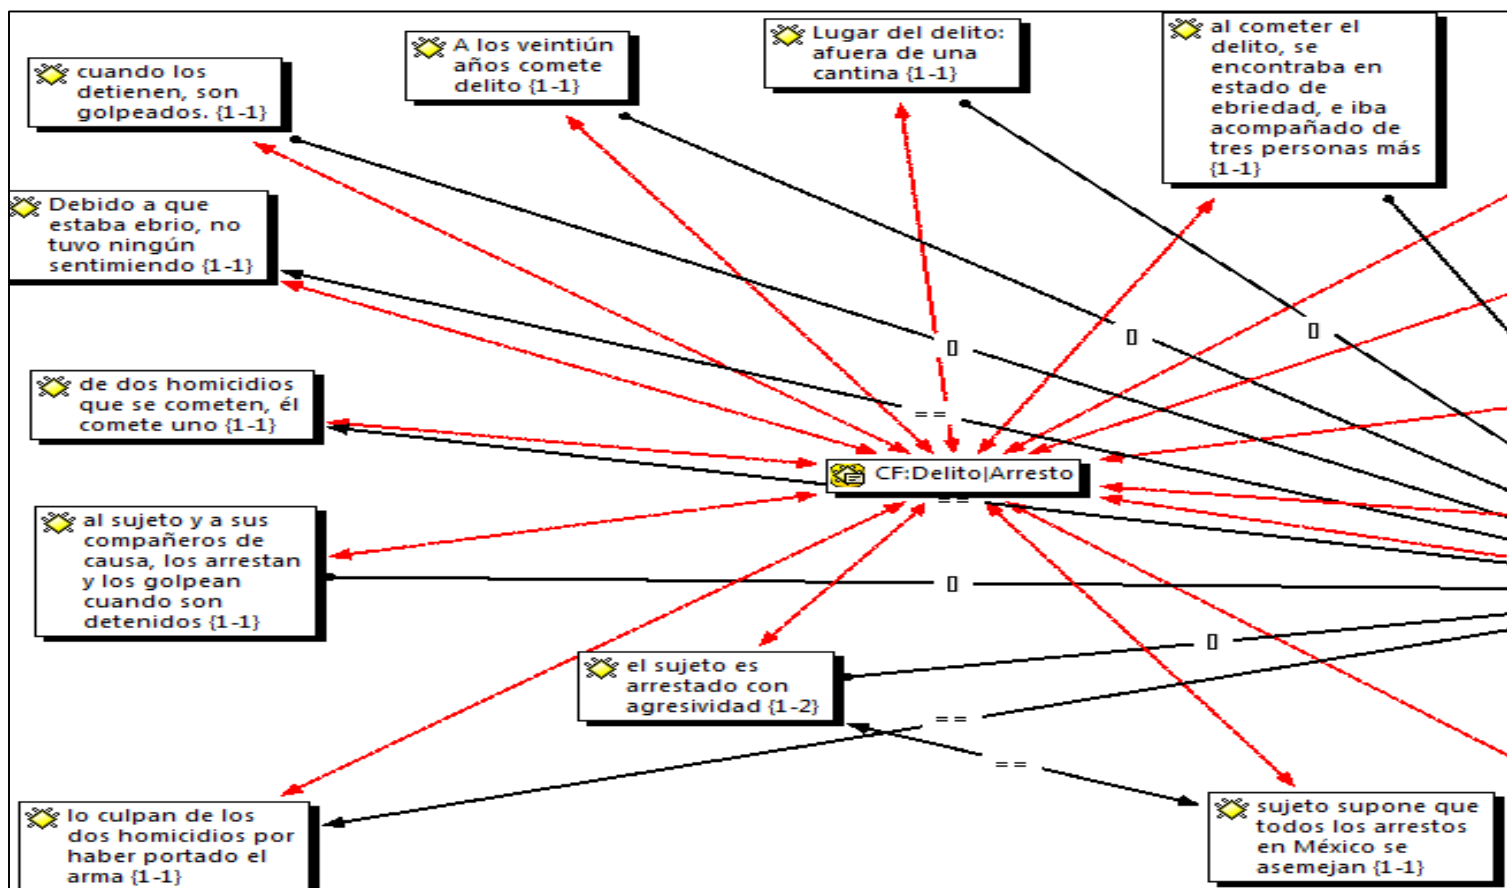 cuando los
detienen, son
golpeados. {1-1}
A los veintiún
años comete
delito {1-1}
Lugar del delito:
afuera de una
cantina {1-1}
al cometer el
delito, se
encontraba en
estado de
ebriedad, e iba
acompañado de
tres personas más
{1-1}
Debido a que
estaba ebrio, no
tuvo ningún
sentimiendo {1-1}
[]
[]
[]
de dos homicidios
que se cometen, él
comete uno {1-1}
==
CF:Delito|Arresto
==
al sujeto y a sus
compañeros de
causa, los arrestan
y los golpean
cuando son
detenidos {1-1}
[]
[]
el sujeto es
arrestado con
agresividad {1-2}
==
==
lo culpan de los
dos homicidios por
haber portado el
arma {1-1}
sujeto supone que
todos los arrestos
en México se
asemejan {1-1}